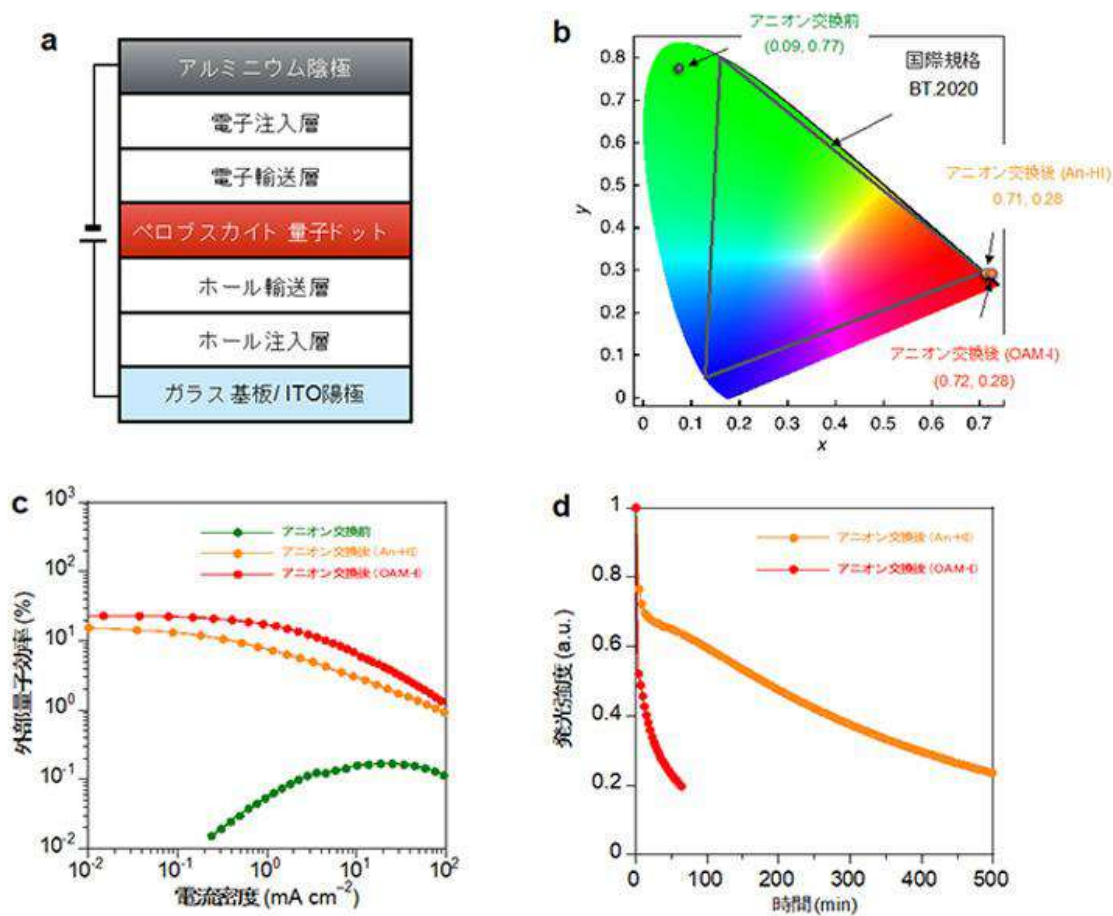 a
アルミニウム陰極
電子注入層
電子輸送層
ペロブスカイト 量子ドット
ホール輸送層
ホール注入層
ガラス基板/ ITO陽極
b
アニオン交換前
(0.09, 0.77)
国際規格
BT.2020
アニオン交換後 (An-HI)
0.71, 0.28
アニオン交換後 (OAM-I)
(0.72, 0.28)
y
0.8
0.7
0.6
0.5
0.4
0.3
0.2
0.1
0
0 0.1 0.2 0.3 0.4 0.5 0.6 0.7
x
c
アニオン交換前
アニオン交換後 (An-HI)
アニオン交換後 (OAM-I)
外部量子効率 (%)
10³
10²
10¹
10⁰
10⁻¹
10⁻²
10⁻² 10⁻¹ 10⁰ 10¹ 10²
電流密度 (mA cm⁻²)
d
アニオン交換後 (An-HI)
アニオン交換後 (OAM-I)
発光強度 (a.u.)
1
0.8
0.6
0.4
0.2
0
0 100 200 300 400 500
時間 (min)